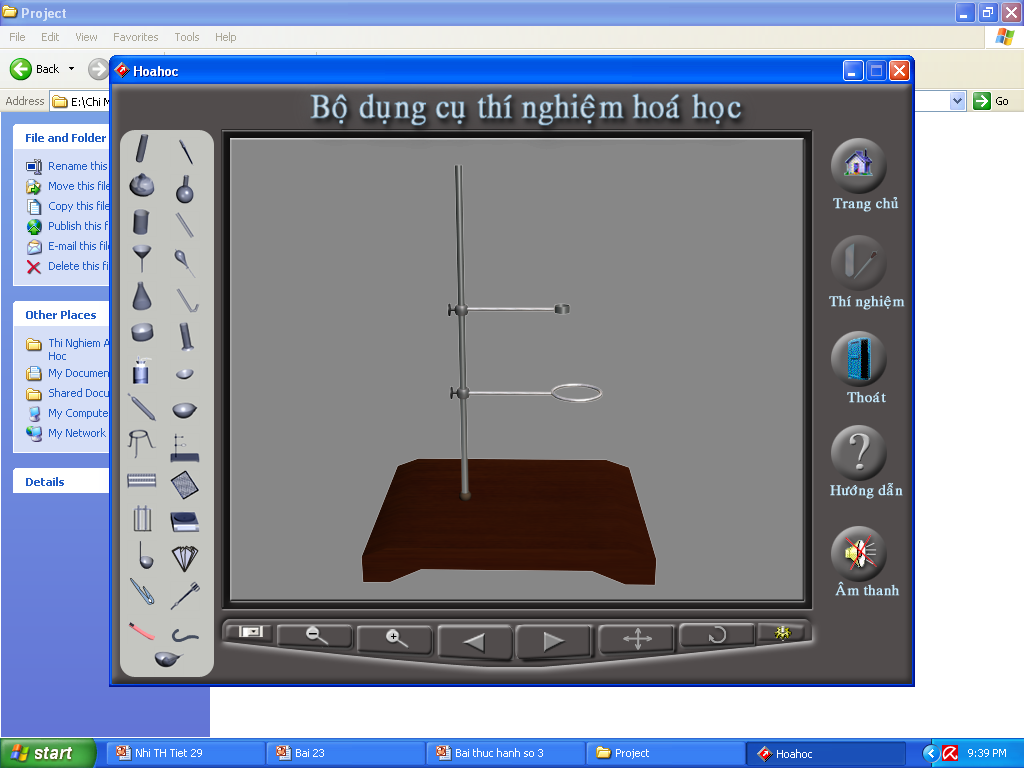 Project
File Edit View Favorites Tools Help
Back
Address E:\Chi M
Go
File and Folder
Rename this
Move this file
Copy this file
Publish this f
E-mail this file
Delete this fi
Other Places
Thi Nghiem A
Hoc
My Documen
Shared Docu
My Compute
My Network
Details
Hoahoc
Bộ dụng cụ thí nghiệm hoá học
Trang chủ
Thí nghiệm
Thoát
?
Hướng dẫn
Âm thanh
start
Nhi TH Tiet 29
Bai 23
Bai thuc hanh so 3
Project
Hoahoc
9:39 PM